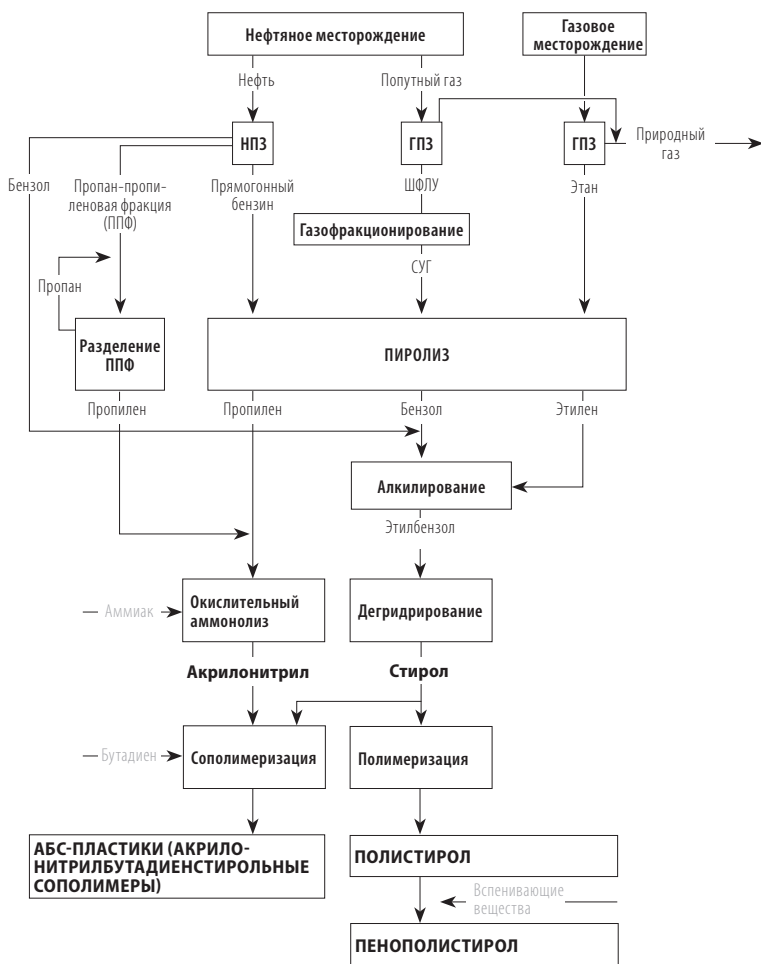 Нефтяное месторождение
Газовое
месторождение
Нефть
Попутный газ
НПЗ
ГПЗ
ГПЗ
Природный
газ
Бензол
Пропан-пропи-
леновая фракция
(ППФ)
Прямогонный
бензин
ШФЛУ
Этан
Газофракционирование
СУГ
Пропан
Разделение
ППФ
ПИРОЛИЗ
Пропилен
Пропилен
Бензол
Этилен
Алкилирование
Этилбензол
Аммиак
Окислительный
аммонолиз
Дегридрирование
Акрилонитрил
Стирол
Бутадиен
Сополимеризация
Полимеризация
АБС-ПЛАСТИКИ (АКРИЛО-
НИТРИЛБУТАДИЕНСТИРОЛЬНЫЕ
СОПОЛИМЕРЫ)
ПОЛИСТИРОЛ
Вспенивающие
вещества
ПЕНОПОЛИСТИРОЛ